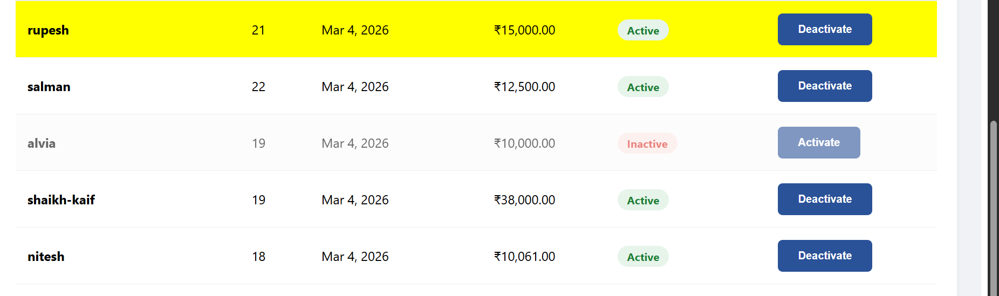 rupesh 21 Mar 4, 2026 ₹15,000.00 Active Deactivate
salman 22 Mar 4, 2026 ₹12,500.00 Active Deactivate
alvia 19 Mar 4, 2026 ₹10,000.00 Inactive Activate
shaikh-kaif 19 Mar 4, 2026 ₹38,000.00 Active Deactivate
nitesh 18 Mar 4, 2026 ₹10,061.00 Active Deactivate